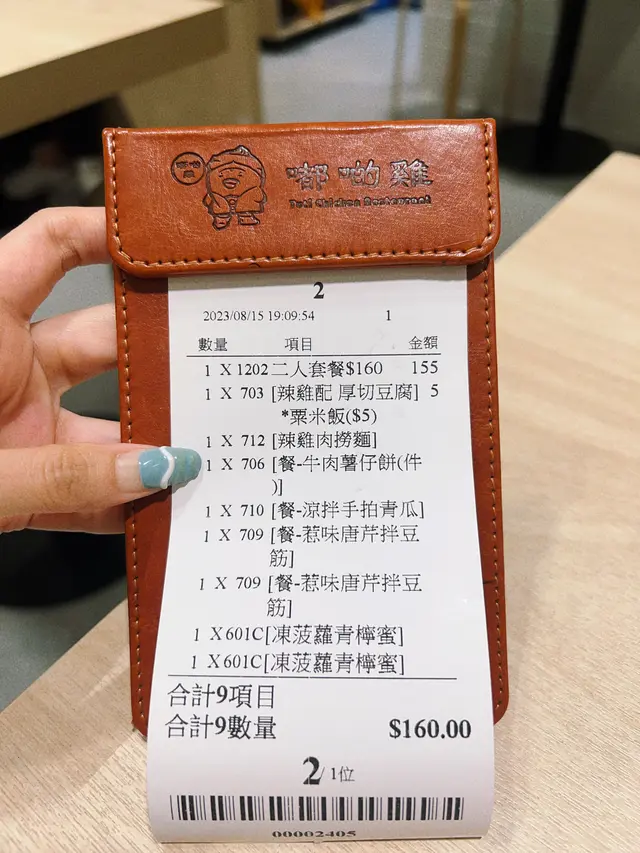 嘟喲雞
Chicken Restaurant
2
2023/08/15 19:09:54 1
數量 項目 金額
1 X 1202 二人套餐$160 155
1 X 703 [辣雞配 厚切豆腐] 5
*粟米飯($5)
1 X 712 [辣雞肉撈麵]
1 X 706 [餐-牛肉薯仔餅(件
)]
1 X 710 [餐-涼拌手拍青瓜]
1 X 709 [餐-惹味唐芹拌豆
筋]
1 X 709 [餐-惹味唐芹拌豆
筋]
1 X 601C[凍菠蘿青檸蜜]
1 X 601C[凍菠蘿青檸蜜]
合計9項目
合計9數量 $160.00
2/ 1位
00002405